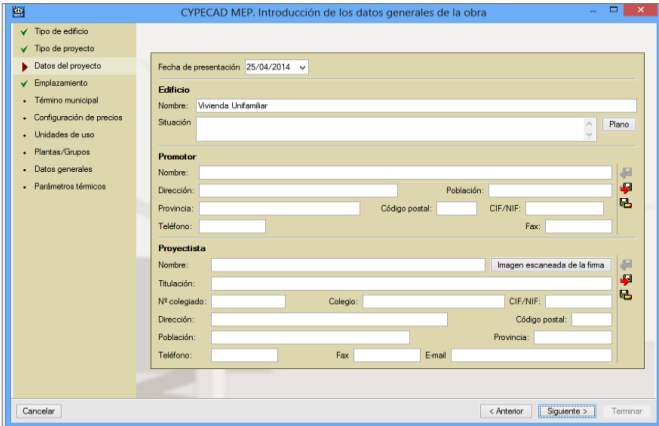 CYPECAD MEP. Introducción de los datos generales de la obra
Tipo de edificio
Tipo de proyecto
Datos del proyecto
Emplazamiento
Término municipal
Configuración de precios
Unidades de uso
Plantas/Grupos
Datos generales
Parámetros térmicos
Fecha de presentación 25/04/2014
Edificio
Nombre: Vivienda Unifamiliar
Situación Plano
Promotor
Nombre:
Dirección: Población:
Provincia: Código postal: CIF/NIF:
Teléfono: Fax:
Proyectista
Nombre: Imagen escaneada de la firma
Titulación:
Nº colegiado: Colegio: CIF/NIF:
Dirección: Código postal:
Población: Provincia:
Teléfono: Fax E-mail
Cancelar < Anterior Siguiente > Terminar